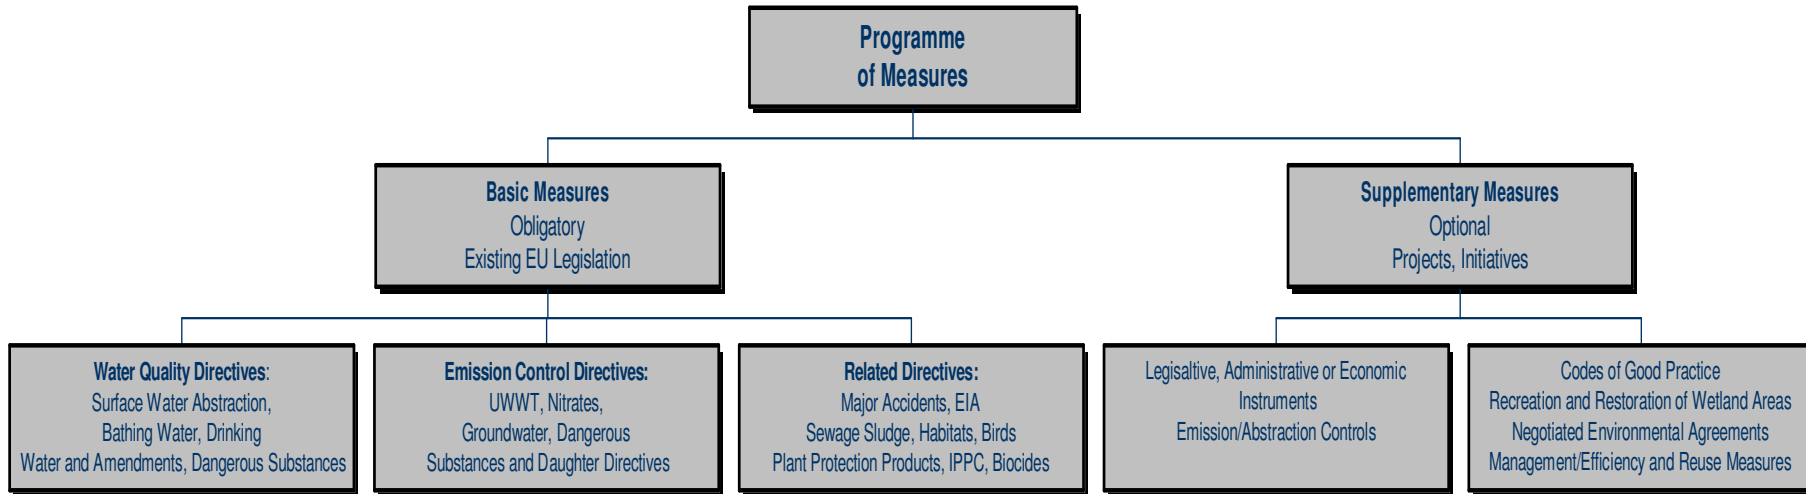 Programme
of Measures
Basic Measures
Obligatory
Existing EU Legislation
Supplementary Measures
Optional
Projects, Initiatives
Water Quality Directives:
Surface Water Abstraction,
Bathing Water, Drinking
Water and Amendments, Dangerous Substances
Emission Control Directives:
UWWT, Nitrates,
Groundwater, Dangerous
Substances and Daughter Directives
Related Directives:
Major Accidents, EIA
Sewage Sludge, Habitats, Birds
Plant Protection Products, IPPC, Biocides
Legisaltive, Administrative or Economic
Instruments
Emission/Abstraction Controls
Codes of Good Practice
Recreation and Restoration of Wetland Areas
Negotiated Environmental Agreements
Management/Efficiency and Reuse Measures